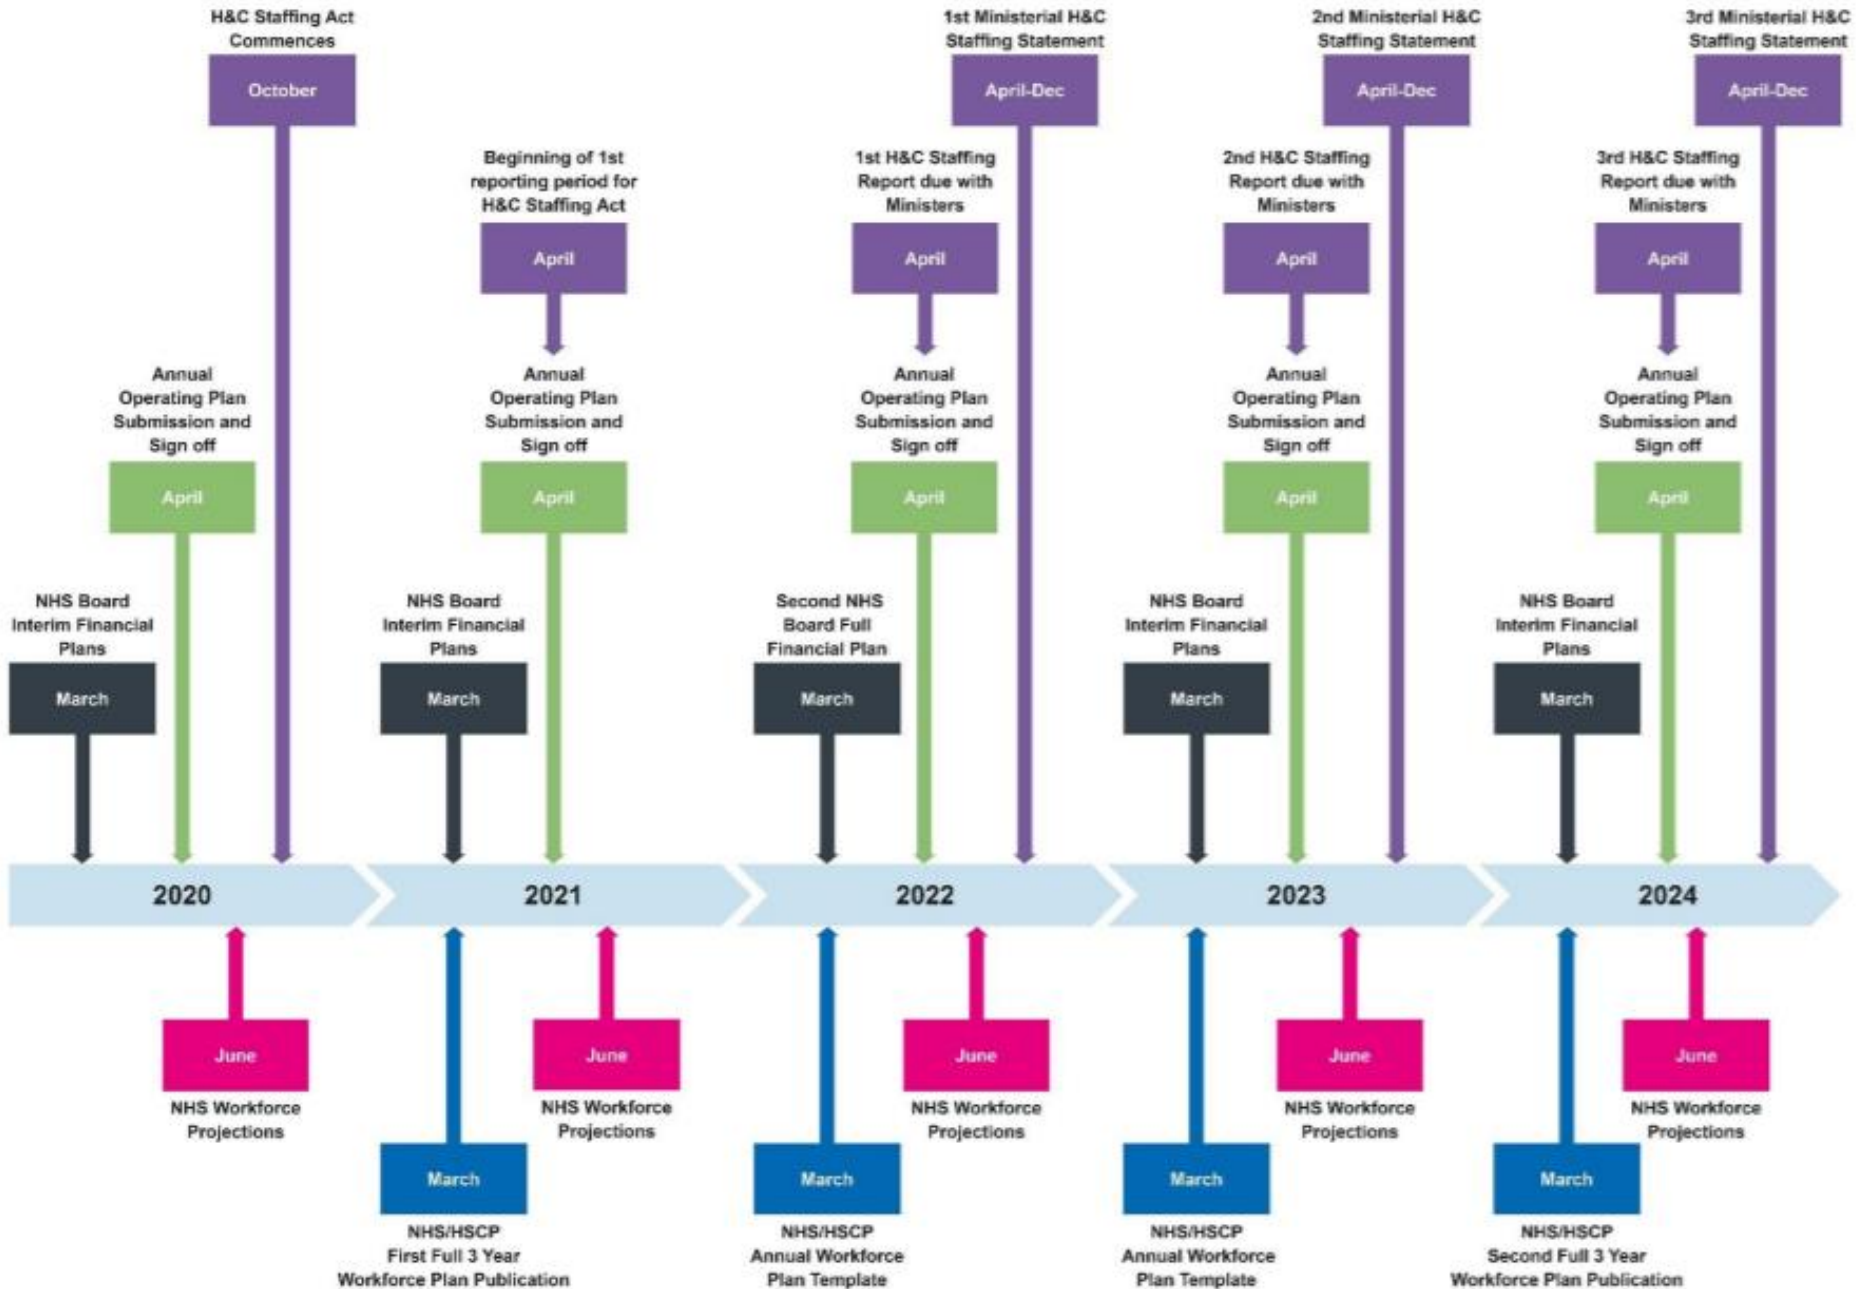 H&C Staffing Act
Commences
October
1st Ministerial H&C
Staffing Statement
April-Dec
2nd Ministerial H&C
Staffing Statement
April-Dec
3rd Ministerial H&C
Staffing Statement
April-Dec
Beginning of 1st
reporting period for
H&C Staffing Act
April
1st H&C Staffing
Report due with
Ministers
April
2nd H&C Staffing
Report due with
Ministers
April
3rd H&C Staffing
Report due with
Ministers
April
Annual
Operating Plan
Submission and
Sign off
April
Annual
Operating Plan
Submission and
Sign off
April
Annual
Operating Plan
Submission and
Sign off
April
Annual
Operating Plan
Submission and
Sign off
April
Annual
Operating Plan
Submission and
Sign off
April
NHS Board
Interim Financial
Plans
March
NHS Board
Interim Financial
Plans
March
Second NHS
Board Full
Financial Plan
March
NHS Board
Interim Financial
Plans
March
NHS Board
Interim Financial
Plans
March
2020
2021
2022
2023
2024
June
NHS Workforce
Projections
June
NHS Workforce
Projections
June
NHS Workforce
Projections
June
NHS Workforce
Projections
June
NHS Workforce
Projections
March
NHS/HSCP
First Full 3 Year
Workforce Plan Publication
March
NHS/HSCP
Annual Workforce
Plan Template
March
NHS/HSCP
Annual Workforce
Plan Template
March
NHS/HSCP
Second Full 3 Year
Workforce Plan Publication